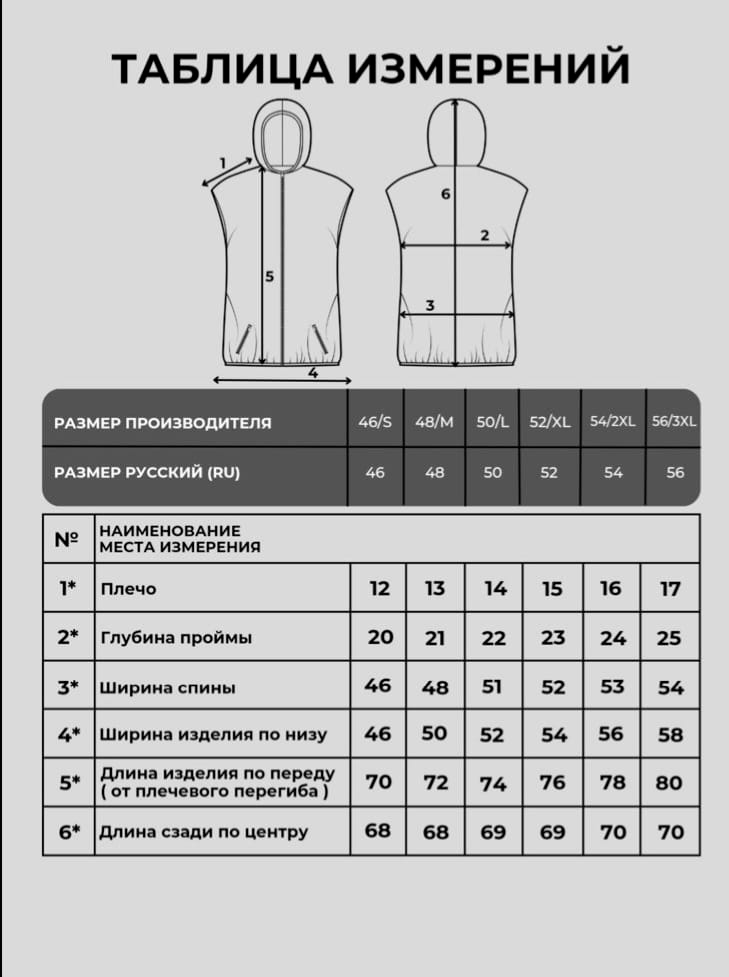 ТАБЛИЦА ИЗМЕРЕНИЙ
1
6
2
5
3
4
РАЗМЕР ПРОИЗВОДИТЕЛЯ 46/S 48/M 50/L 52/XL 54/2XL 56/3XL
РАЗМЕР РУССКИЙ (RU) 46 48 50 52 54 56
№ НАИМЕНОВАНИЕ
МЕСТА ИЗМЕРЕНИЯ
1* Плечо 12 13 14 15 16 17
2* Глубина проймы 20 21 22 23 24 25
3* Ширина спины 46 48 51 52 53 54
4* Ширина изделия по низу 46 50 52 54 56 58
5* Длина изделия по переду
( от плечевого перегиба ) 70 72 74 76 78 80
6* Длина сзади по центру 68 68 69 69 70 70